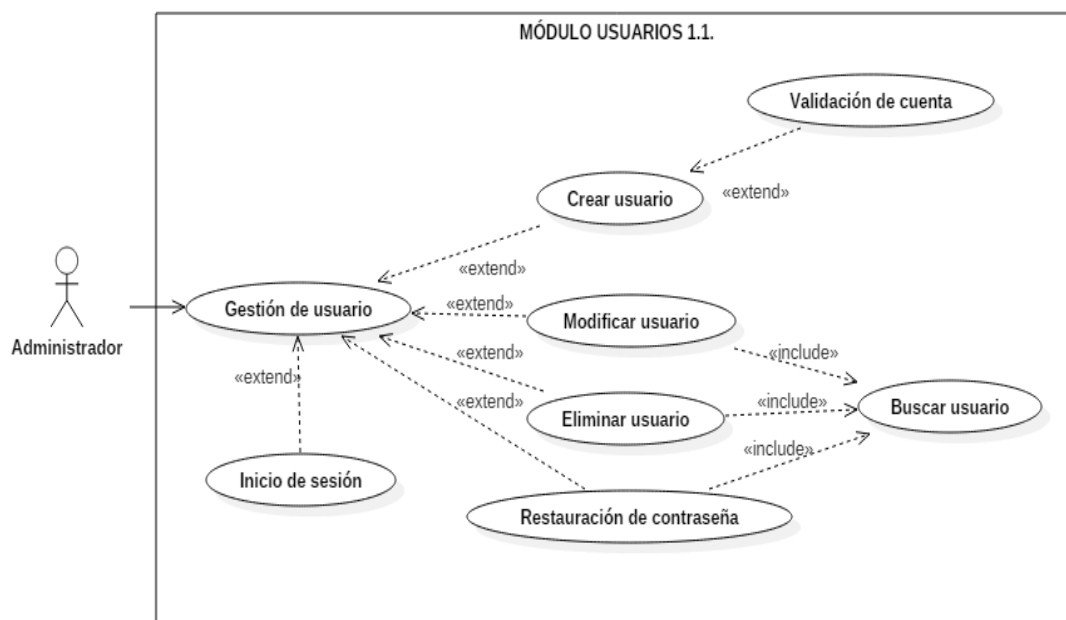 MÓDULO USUARIOS 1.1.
Validación de cuenta
Crear usuario
«extend»
«extend»
Gestión de usuario
«extend»
Modificar usuario
Administrador
«extend»
«include»
«extend»
«extend»
«include»
Buscar usuario
Eliminar usuario
«include»
Inicio de sesión
Restauración de contraseña